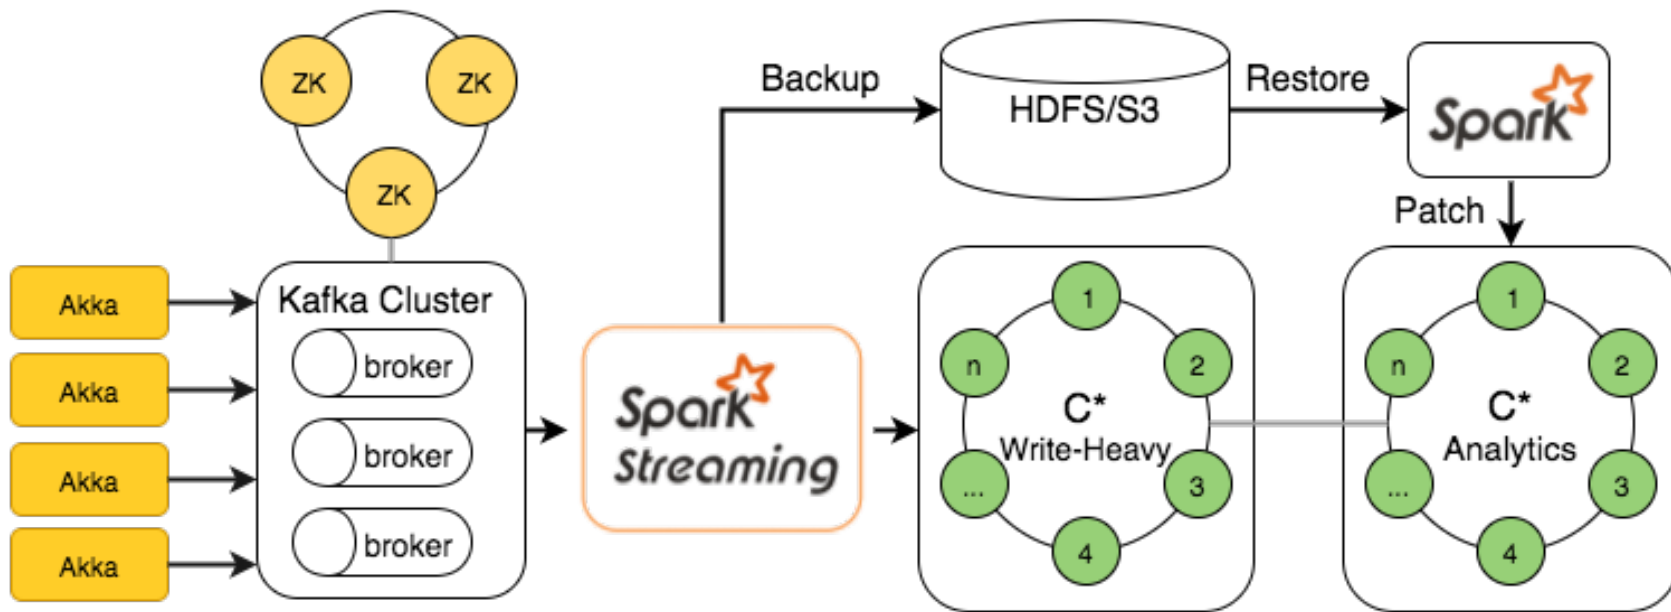 ZK
ZK
ZK
Backup
HDFS/S3
Restore
Spark
Patch
Akka
Akka
Akka
Akka
Kafka Cluster
broker
broker
broker
Spark
Streaming
1
2
3
4
...
n
C*
Write-Heavy
1
2
3
4
...
n
C*
Analytics